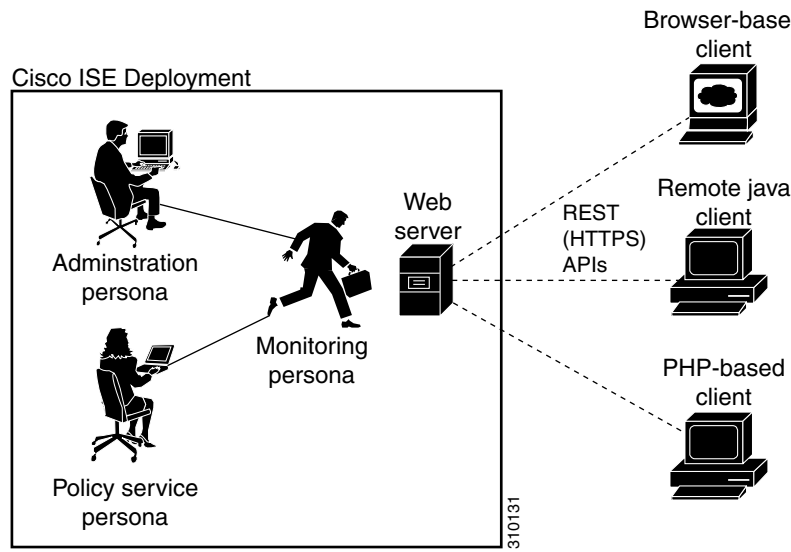 Browser-base
client
Cisco ISE Deployment
Web
server
Remote java
client
REST
(HTTPS)
APIs
Adminstration
persona
Monitoring
persona
PHP-based
client
Policy service
persona
310131